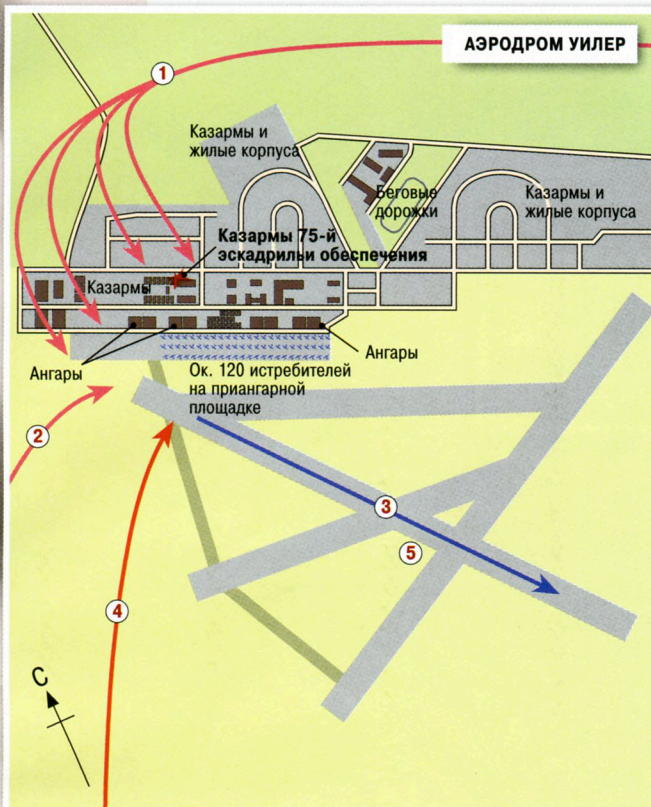 АЭРОДРОМ УИЛЕР
1
Казармы и
жилые корпуса
Беговые
дорожки
Казармы и
жилые корпуса
Казармы 75-й
эскадрильи обеспечения
Казармы
Ангары
Ангары
Ок. 120 истребителей
на приангарной
площадке
2
3
5
4
С